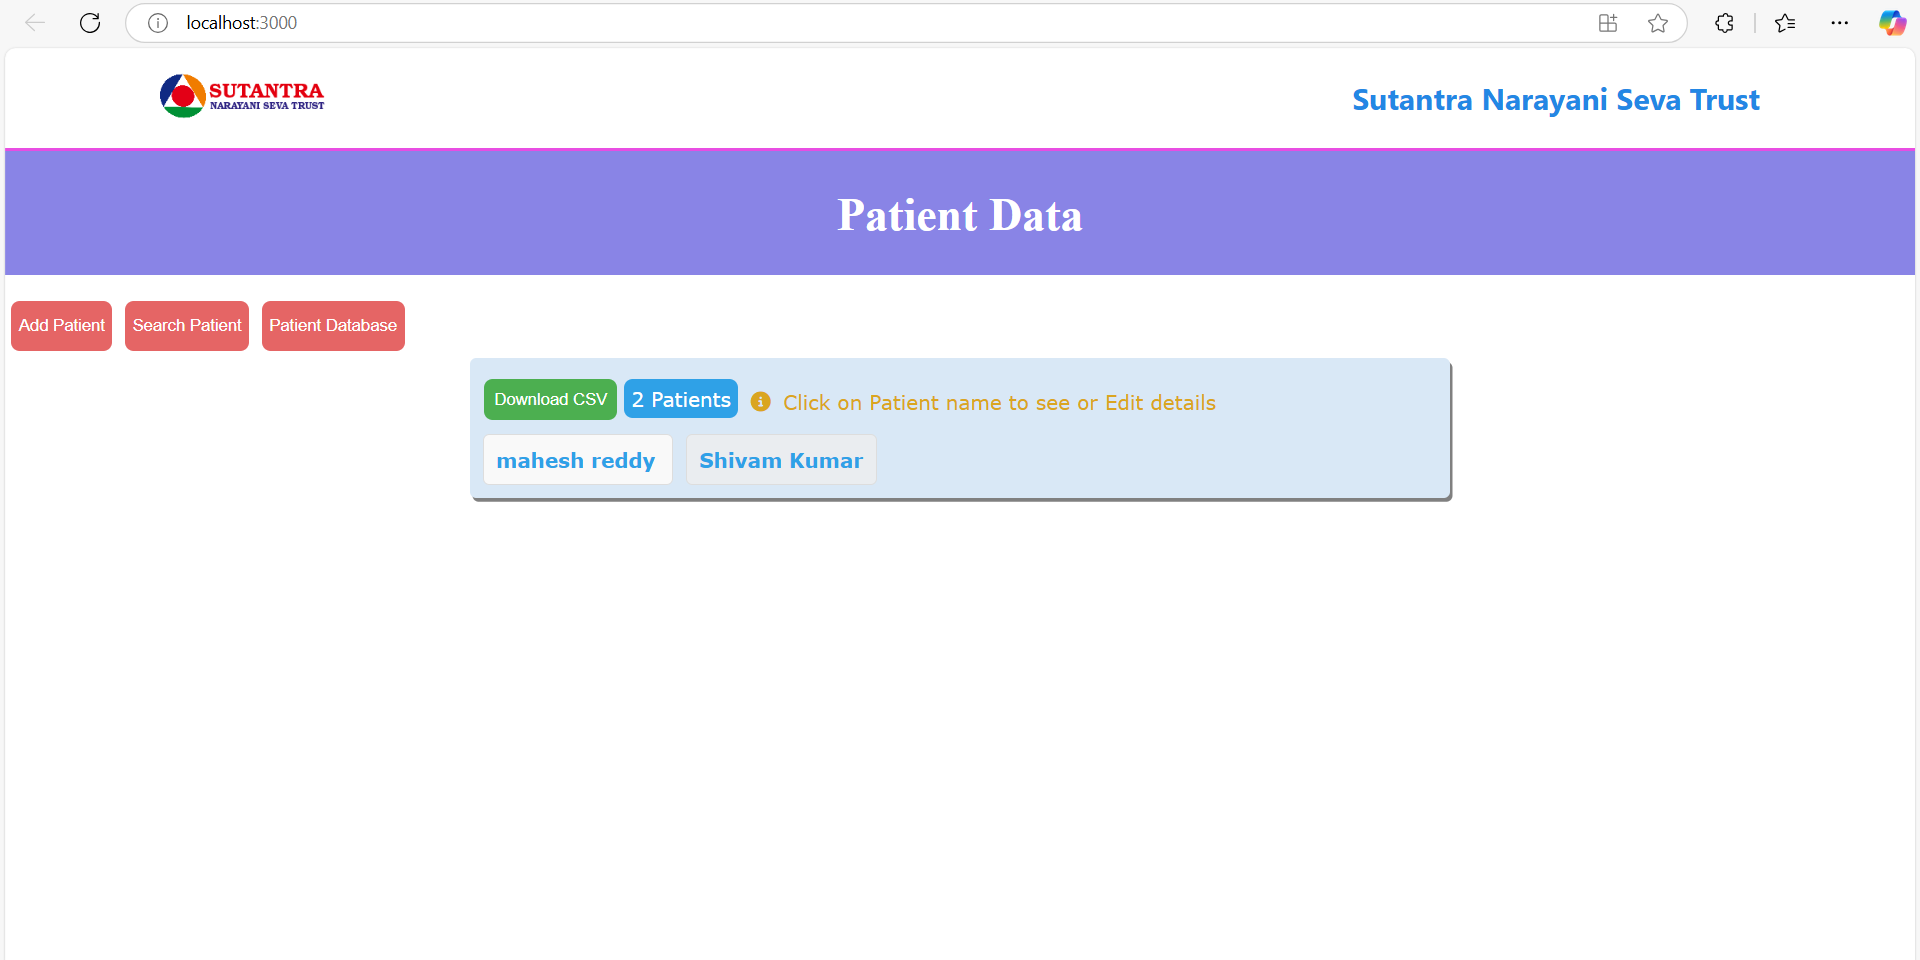 localhost:3000
SUTANTRA
NARAYANI SEVA TRUST
Sutantra Narayani Seva Trust
Patient Data
Add Patient
Search Patient
Patient Database
Download CSV
2 Patients
Click on Patient name to see or Edit details
mahesh reddy
Shivam Kumar